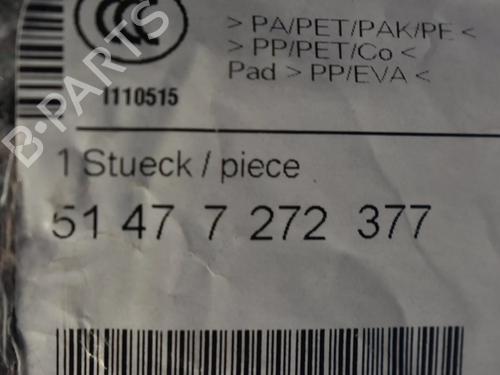 > PA/PET/PAK/PE <
> PP/PET/Co <
Pad > PP/EVA <
I110515
B-PARTS
1 Stueck / piece
51 47 7 272 377